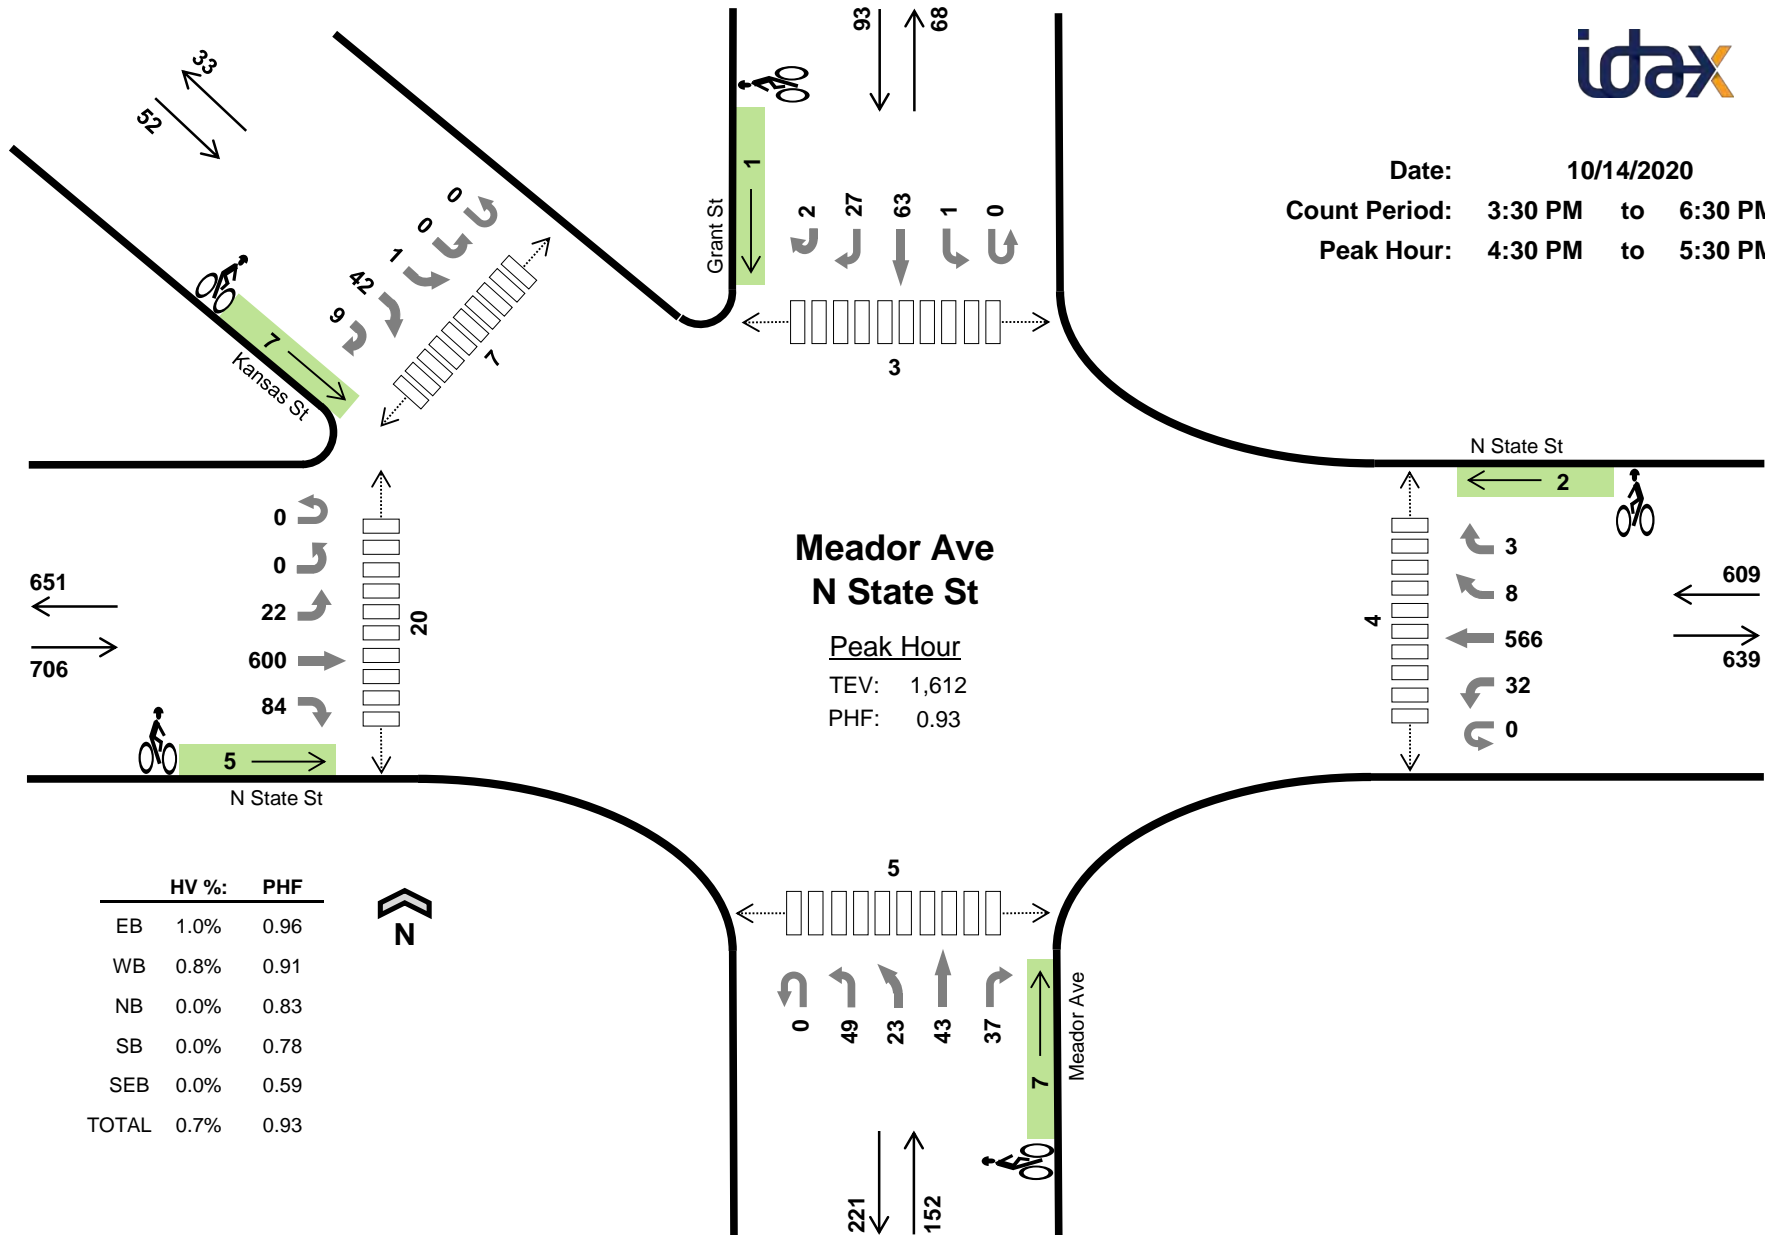 idax
Date: 10/14/2020
Count Period: 3:30 PM to 6:30 PM
Peak Hour: 4:30 PM to 5:30 PM
93
68
33
52
Grant St
1
2
27
63
1
0
3
0
0
1
42
9
7
7
Kansas St
N State St
2
3
8
566
32
0
4
609
639
0
0
22
600
84
20
651
706
5
N State St
Meador Ave
N State St
Peak Hour
TEV: 1,612
PHF: 0.93
5
0
49
23
43
37
7
Meador Ave
221
152
HV %: PHF
EB 1.0% 0.96
WB 0.8% 0.91
NB 0.0% 0.83
SB 0.0% 0.78
SEB 0.0% 0.59
TOTAL 0.7% 0.93
N